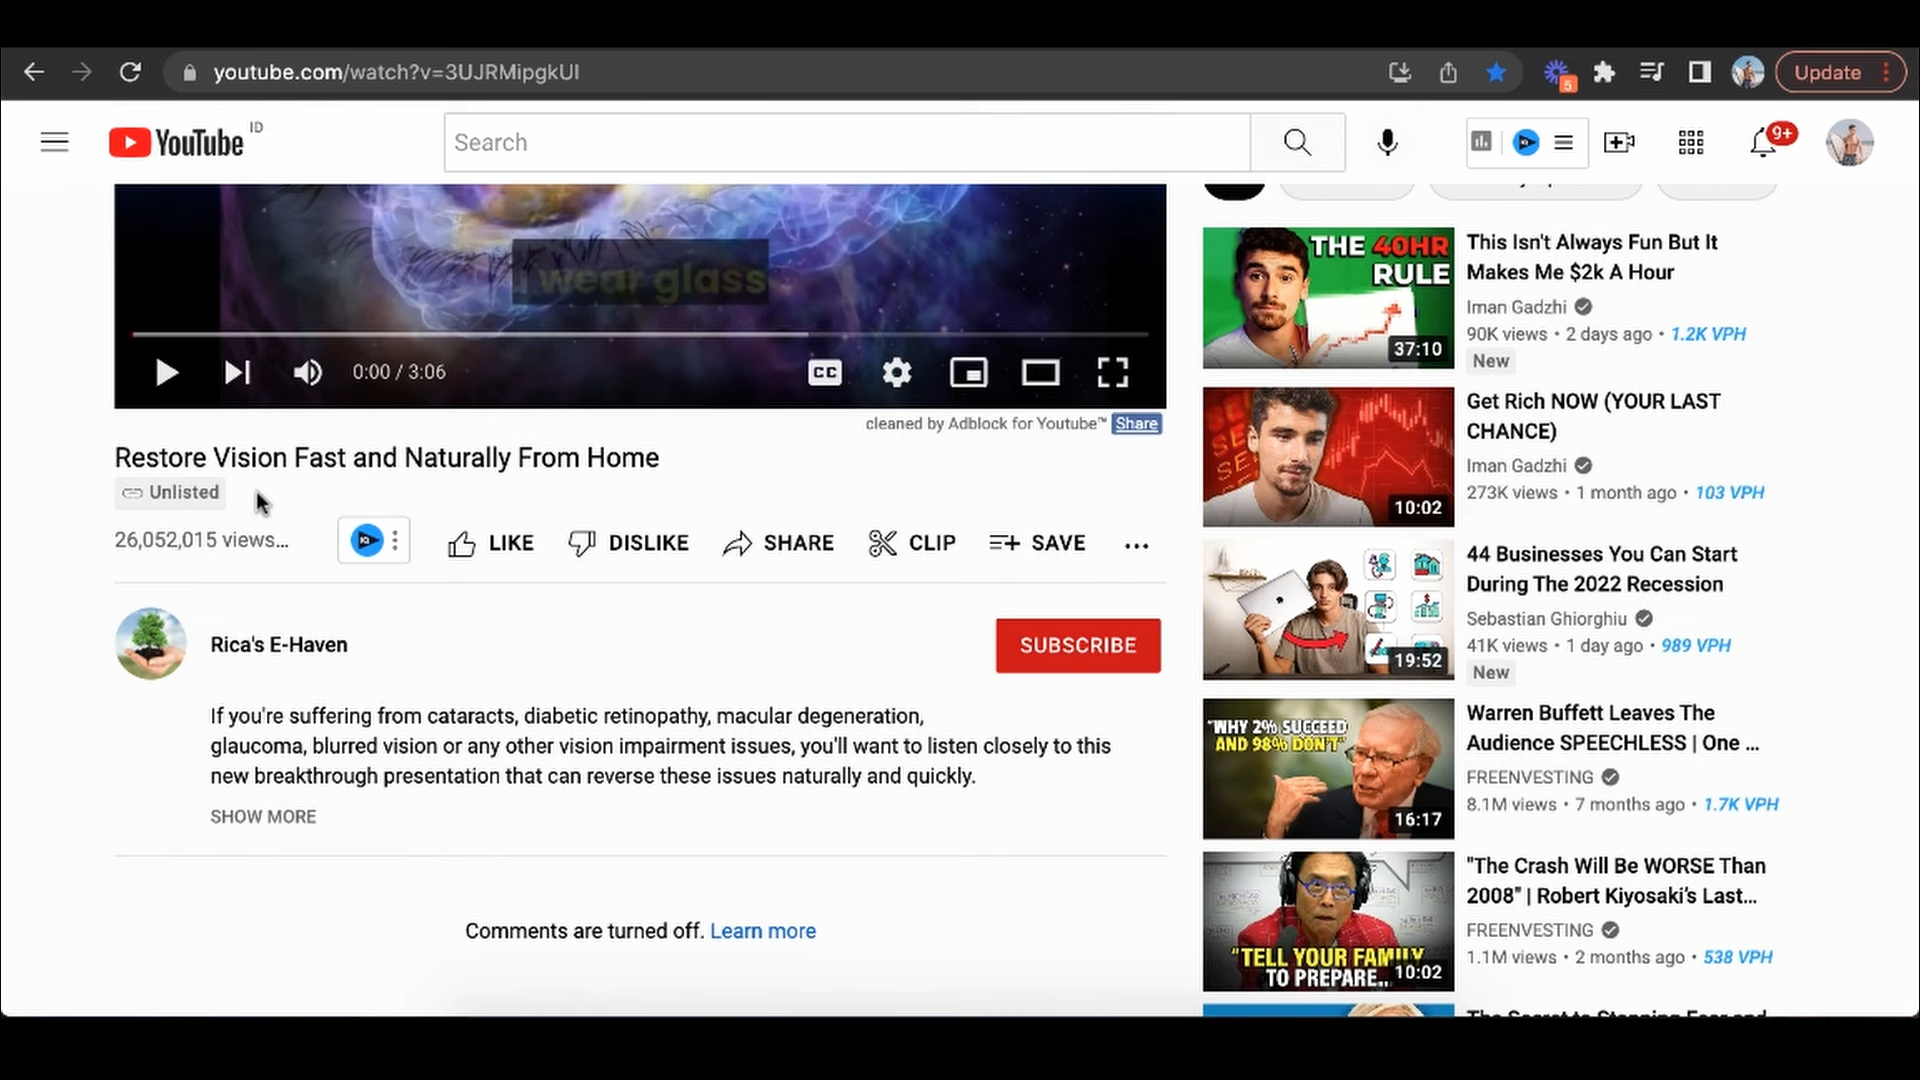 youtube.com/watch?v=3UJRMipgkUI
Update
5
YouTube ID
Search
9+
wear glass
0:00 / 3:06
CC
cleaned by Adblock for Youtube™ Share
Restore Vision Fast and Naturally From Home
Unlisted
26,052,015 views...
LIKE
DISLIKE
SHARE
CLIP
SAVE
Rica's E-Haven
SUBSCRIBE
If you're suffering from cataracts, diabetic retinopathy, macular degeneration,
glaucoma, blurred vision or any other vision impairment issues, you'll want to listen closely to this
new breakthrough presentation that can reverse these issues naturally and quickly.
SHOW MORE
Comments are turned off. Learn more
THE 40HR
RULE
37:10
This Isn't Always Fun But It
Makes Me $2k A Hour
Iman Gadzhi
90K views • 2 days ago • 1.2K VPH
New
10:02
Get Rich NOW (YOUR LAST
CHANCE)
Iman Gadzhi
273K views • 1 month ago • 103 VPH
19:52
44 Businesses You Can Start
During The 2022 Recession
Sebastian Ghiorghiu
41K views • 1 day ago • 989 VPH
New
"WHY 2% SUCCEED
AND 98% DON'T"
16:17
Warren Buffett Leaves The
Audience SPEECHLESS | One ...
FREENVESTING
8.1M views • 7 months ago • 1.7K VPH
"TELL YOUR FAMILY
TO PREPARE..
10:02
"The Crash Will Be WORSE Than
2008" | Robert Kiyosaki's Last...
FREENVESTING
1.1M views • 2 months ago • 538 VPH